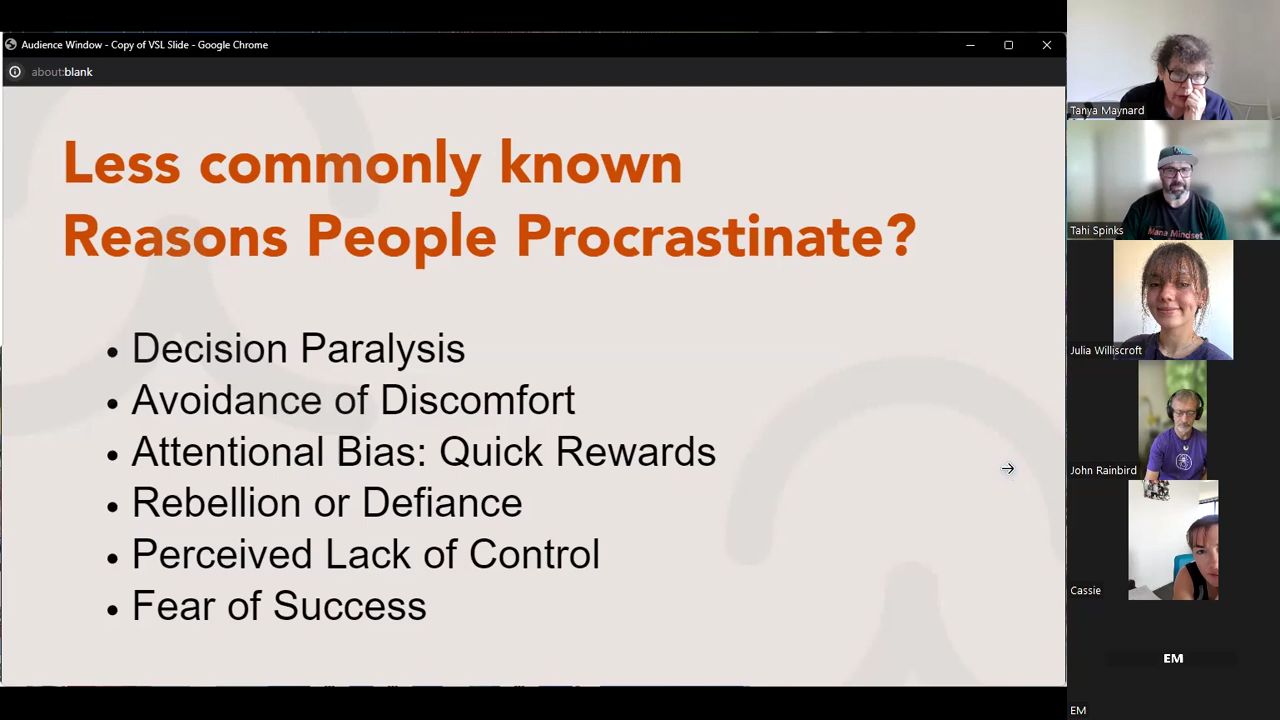 Audience Window - Copy of VSL Slide - Google Chrome
about:blank
Less commonly known
Reasons People Procrastinate?
• Decision Paralysis
• Avoidance of Discomfort
• Attentional Bias: Quick Rewards
• Rebellion or Defiance
• Perceived Lack of Control
• Fear of Success
Tanya Maynard
Mana Mindset
Tahi Spinks
Julia Williscroft
John Rainbird
Cassie
EM
EM